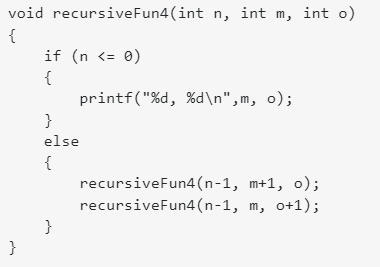 void recursiveFun4(int n, int m, int o)
{
    if (n <= 0)
    {
        printf("%d, %d\n",m, o);
    }
    else
    {
        recursiveFun4(n-1, m+1, o);
        recursiveFun4(n-1, m, o+1);
    }
}